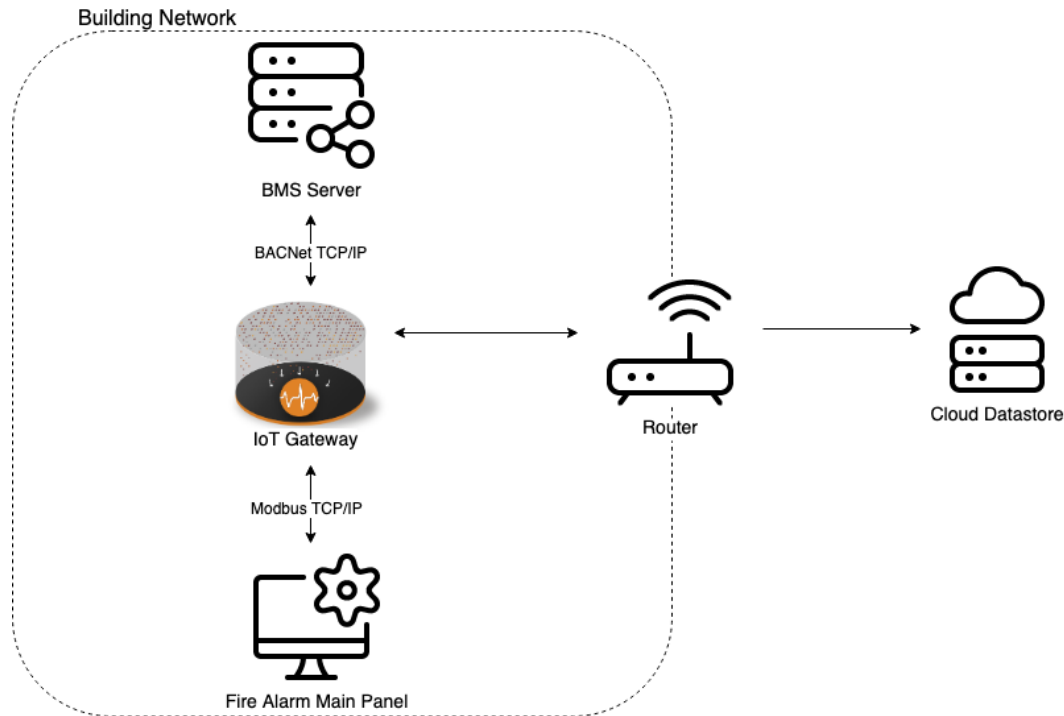 Building Network
BMS Server
BACNet TCP/IP
IoT Gateway
Router
Cloud Datastore
Modbus TCP/IP
Fire Alarm Main Panel